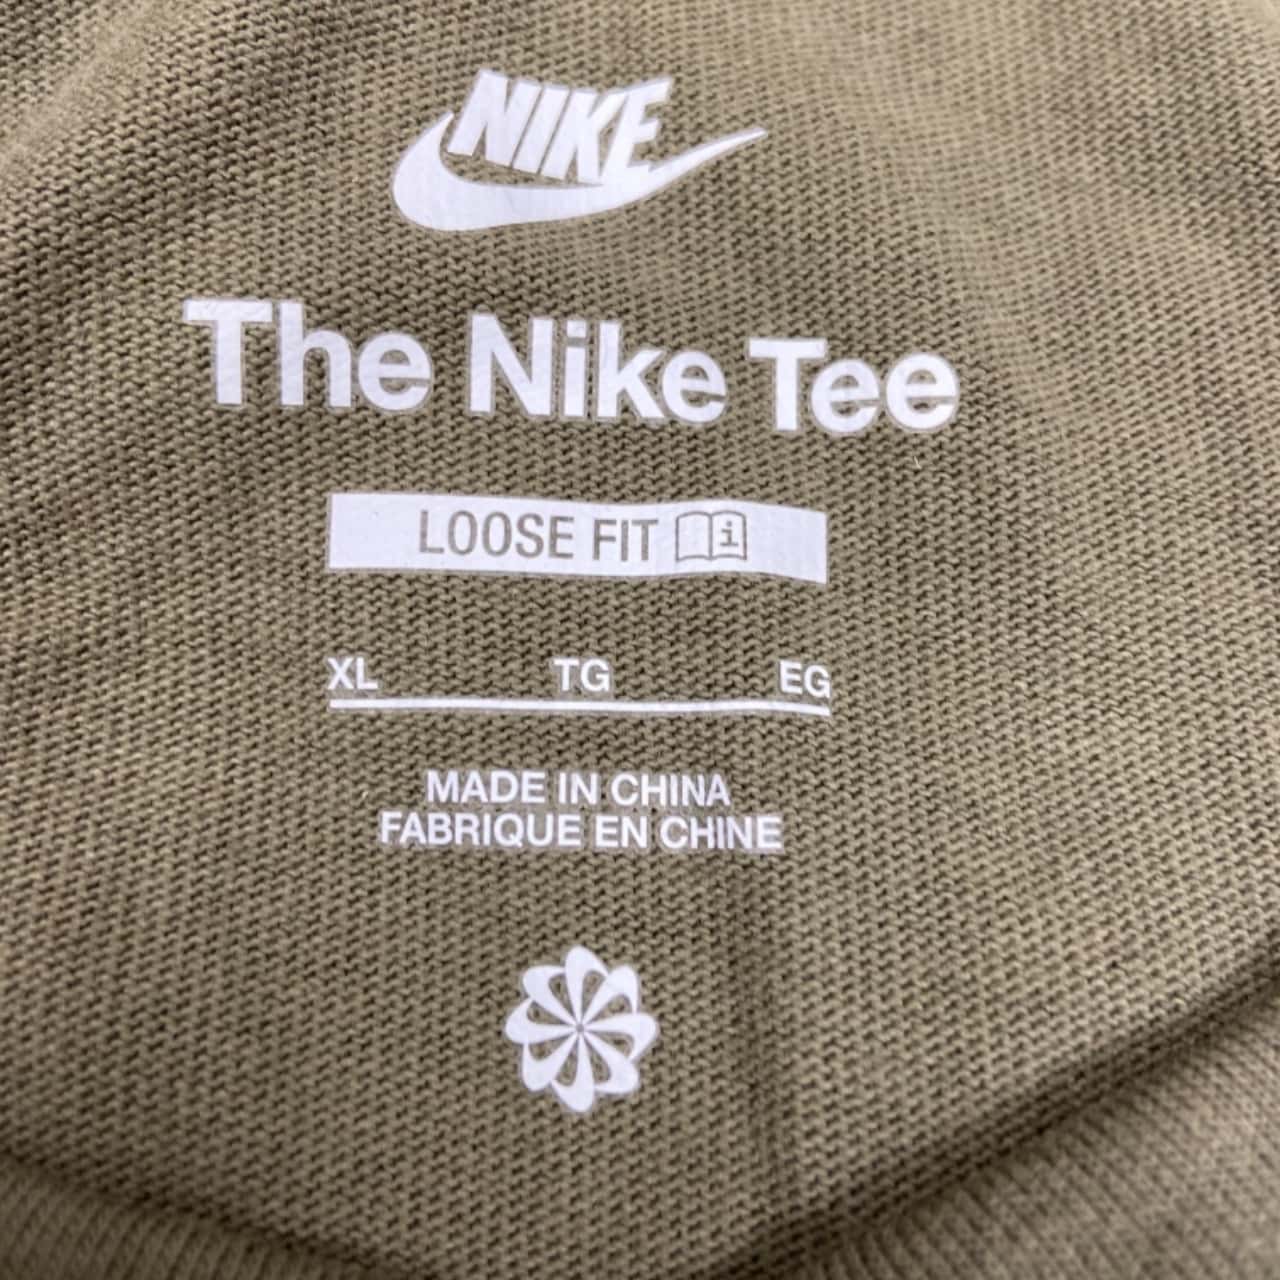 NIKE
The Nike Tee
LOOSE FIT i
XL TG EG
MADE IN CHINA
FABRIQUE EN CHINE